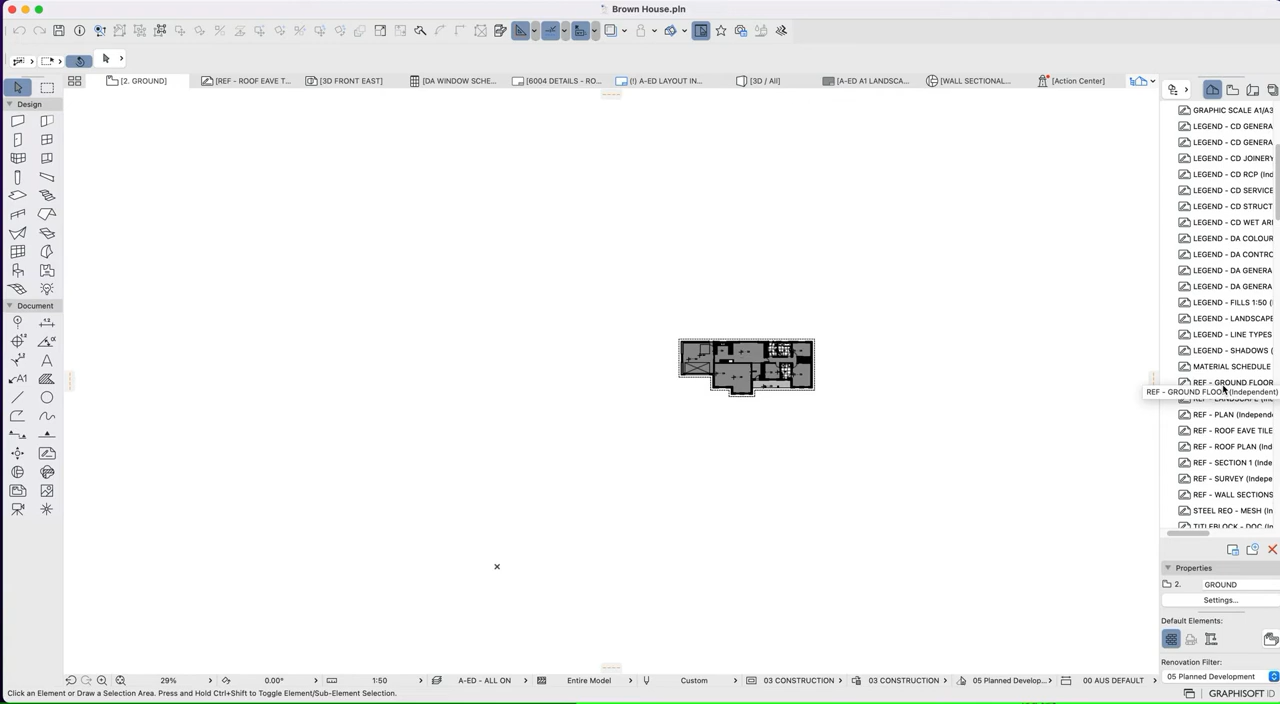 Brown House.pln
[2. GROUND]
[REF - ROOF EAVE T...
[3D FRONT EAST]
[DA WINDOW SCHE...
[6004 DETAILS - RO...
(!) A-ED LAYOUT IN...
[3D / All]
[A-ED A1 LANDSCA...
[WALL SECTIONAL...
[Action Center]
Design
Document
GRAPHIC SCALE A1/A3
LEGEND - CD GENERA
LEGEND - CD GENERA
LEGEND - CD JOINERY
LEGEND - CD RCP (Ind
LEGEND - CD SERVICE
LEGEND - CD STRUCT
LEGEND - CD WET AR
LEGEND - DA COLOUR
LEGEND - DA CONTRO
LEGEND - DA GENERA
LEGEND - DA GENERA
LEGEND - FILLS 1:50 (
LEGEND - LANDSCAPE
LEGEND - LINE TYPES
LEGEND - SHADOWS (
MATERIAL SCHEDULE
REF - GROUND FLOOR
REF - GROUND FLOOR (Independent)
REF - PLAN (Independ
REF - ROOF EAVE TILE
REF - ROOF PLAN (Inde
REF - SECTION 1 (Inde
REF - SURVEY (Indepe
REF - WALL SECTIONS
STEEL REO - MESH (In
TITLEBLOCK - DOC (In
Properties
2. GROUND
Settings...
Default Elements:
Renovation Filter:
05 Planned Development
29%
0.00°
1:50
A-ED - ALL ON
Entire Model
Custom
03 CONSTRUCTION
03 CONSTRUCTION
05 Planned Develop...
00 AUS DEFAULT
Click an Element or Draw a Selection Area. Press and Hold Ctrl+Shift to Toggle Element/Sub-Element Selection.
GRAPHISOFT ID